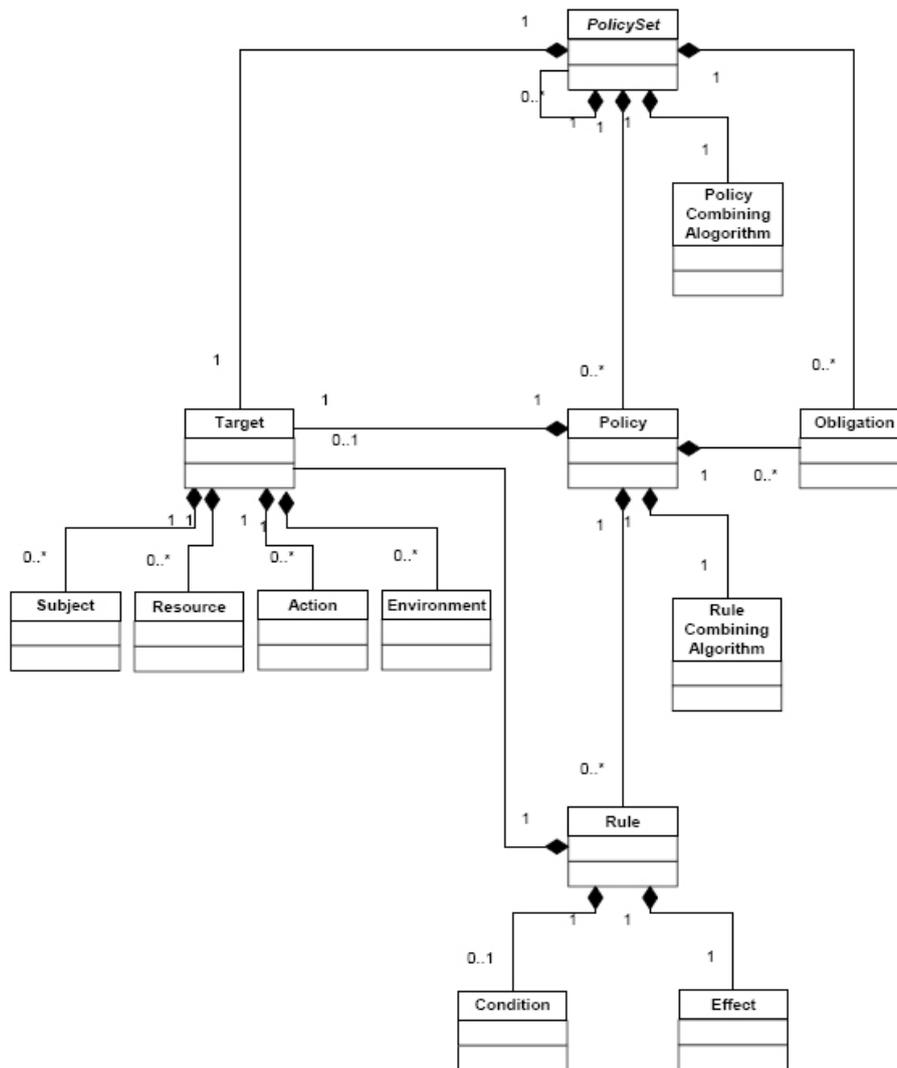 1
PolicySet
1
0..*
1
1
1
1
Policy
Combining
Alogorithm
1
0..*
0..*
1
1
Target
0..1
Policy
Obligation
1
0..*
1
1
1
1
1
1
0..*
0..*
0..*
0..*
1
Subject
Resource
Action
Environment
Rule
Combining
Algorithm
0..*
1
Rule
1
1
0..1
1
Condition
Effect